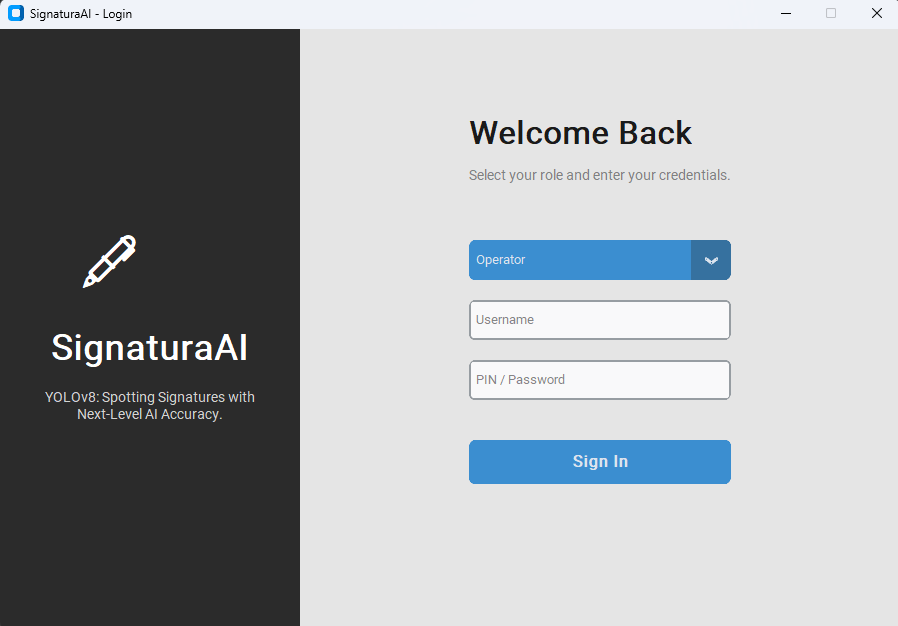 SignaturaAI - Login
SignaturaAI
YOLOv8: Spotting Signatures with
Next-Level AI Accuracy.
Welcome Back
Select your role and enter your credentials.
Operator
Username
PIN / Password
Sign In